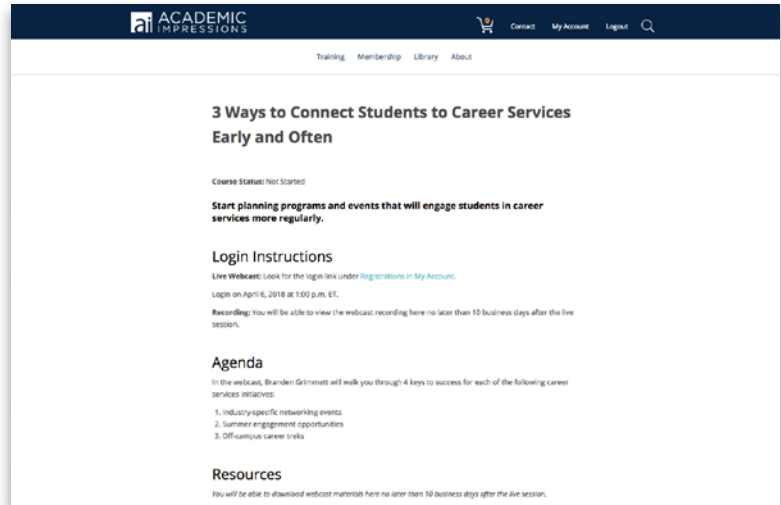 ai ACADEMIC
IMPRESSIONS
Contact My Account Logout
Training Membership Library About
3 Ways to Connect Students to Career Services
Early and Often
Course Status: Not Started
Start planning programs and events that will engage students in career
services more regularly.
Login Instructions
Live Webcast: Look for the login link under Registrations in My Account.
Login on April 6, 2018 at 1:00 p.m. ET.
Recording: You will be able to view the webcast recording here no later than 10 business days after the live
session.
Agenda
In the webcast, Branden Grimmett will walk you through 4 keys to success for each of the following career
services initiatives:
1. Industry-specific networking events
2. Summer engagement opportunities
3. Off-campus career treks
Resources
You will be able to download webcast materials here no later than 10 business days after the live session.